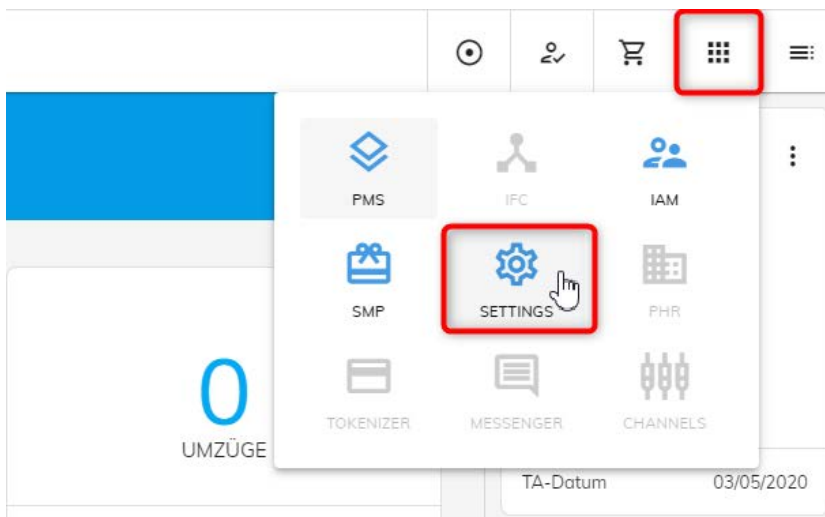 PMS
IFC
IAM
SMP
SETTINGS
PHR
TOKENIZER
MESSENGER
CHANNELS
0
UMZÜGE
TA-Datum
03/05/2020